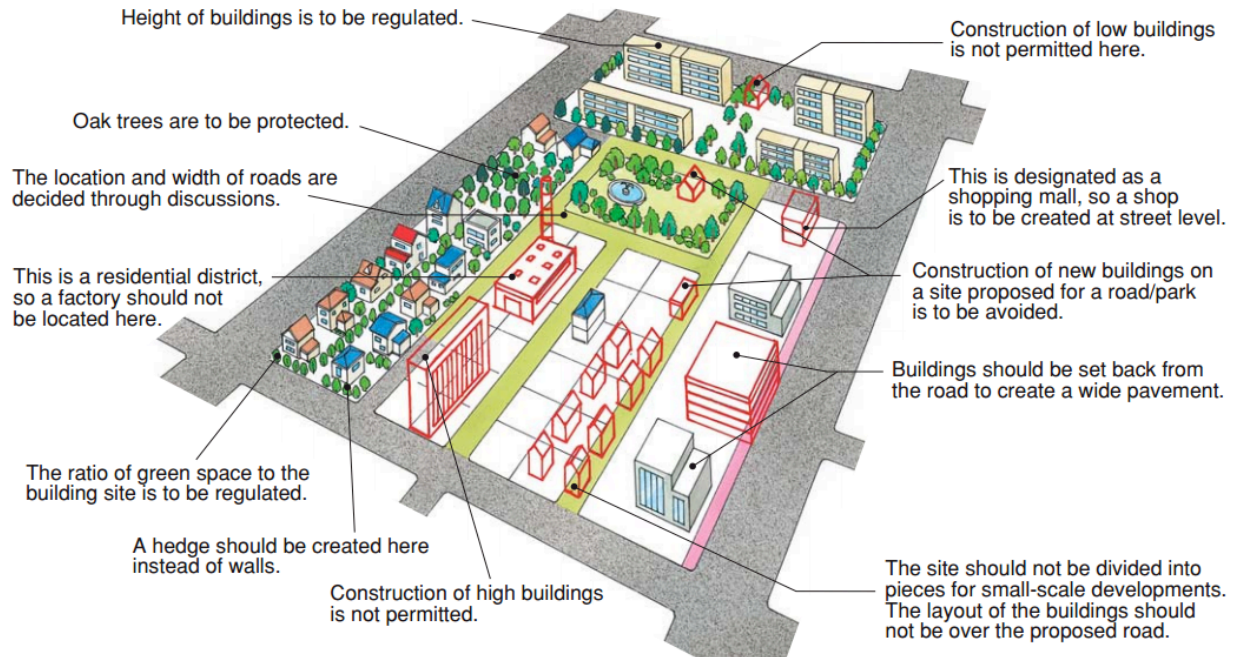 Height of buildings is to be regulated.
Construction of low buildings
is not permitted here.
Oak trees are to be protected.
The location and width of roads are
decided through discussions.
This is designated as a
shopping mall, so a shop
is to be created at street level.
This is a residential district,
so a factory should not
be located here.
Construction of new buildings on
a site proposed for a road/park
is to be avoided.
Buildings should be set back from
the road to create a wide pavement.
The ratio of green space to the
building site is to be regulated.
A hedge should be created here
instead of walls.
Construction of high buildings
is not permitted.
The site should not be divided into
pieces for small-scale developments.
The layout of the buildings should
not be over the proposed road.